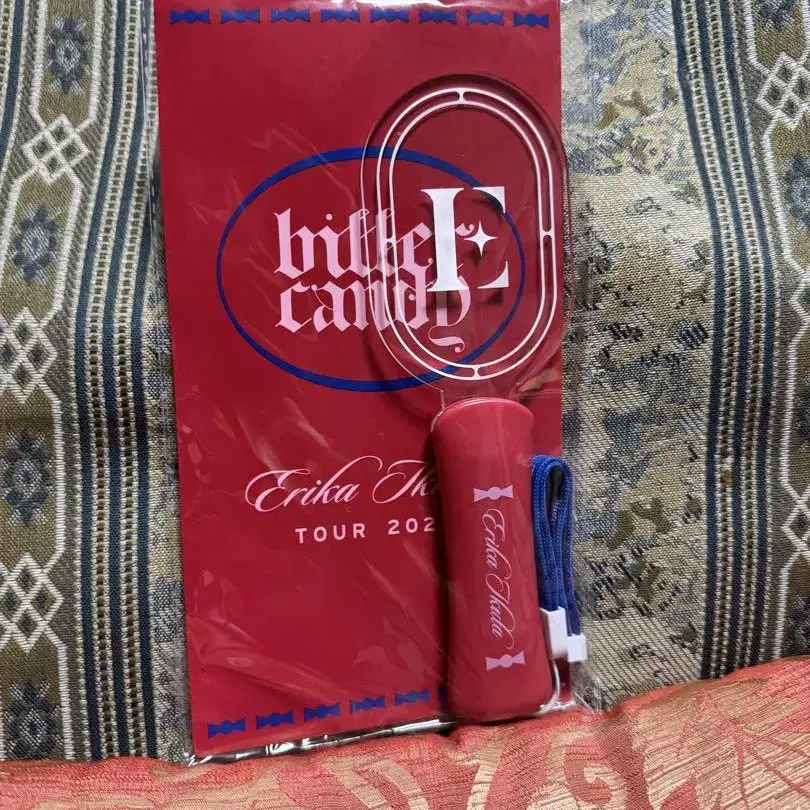 bitter
candy
E
Erika
TOUR 202
Erika Ikuta